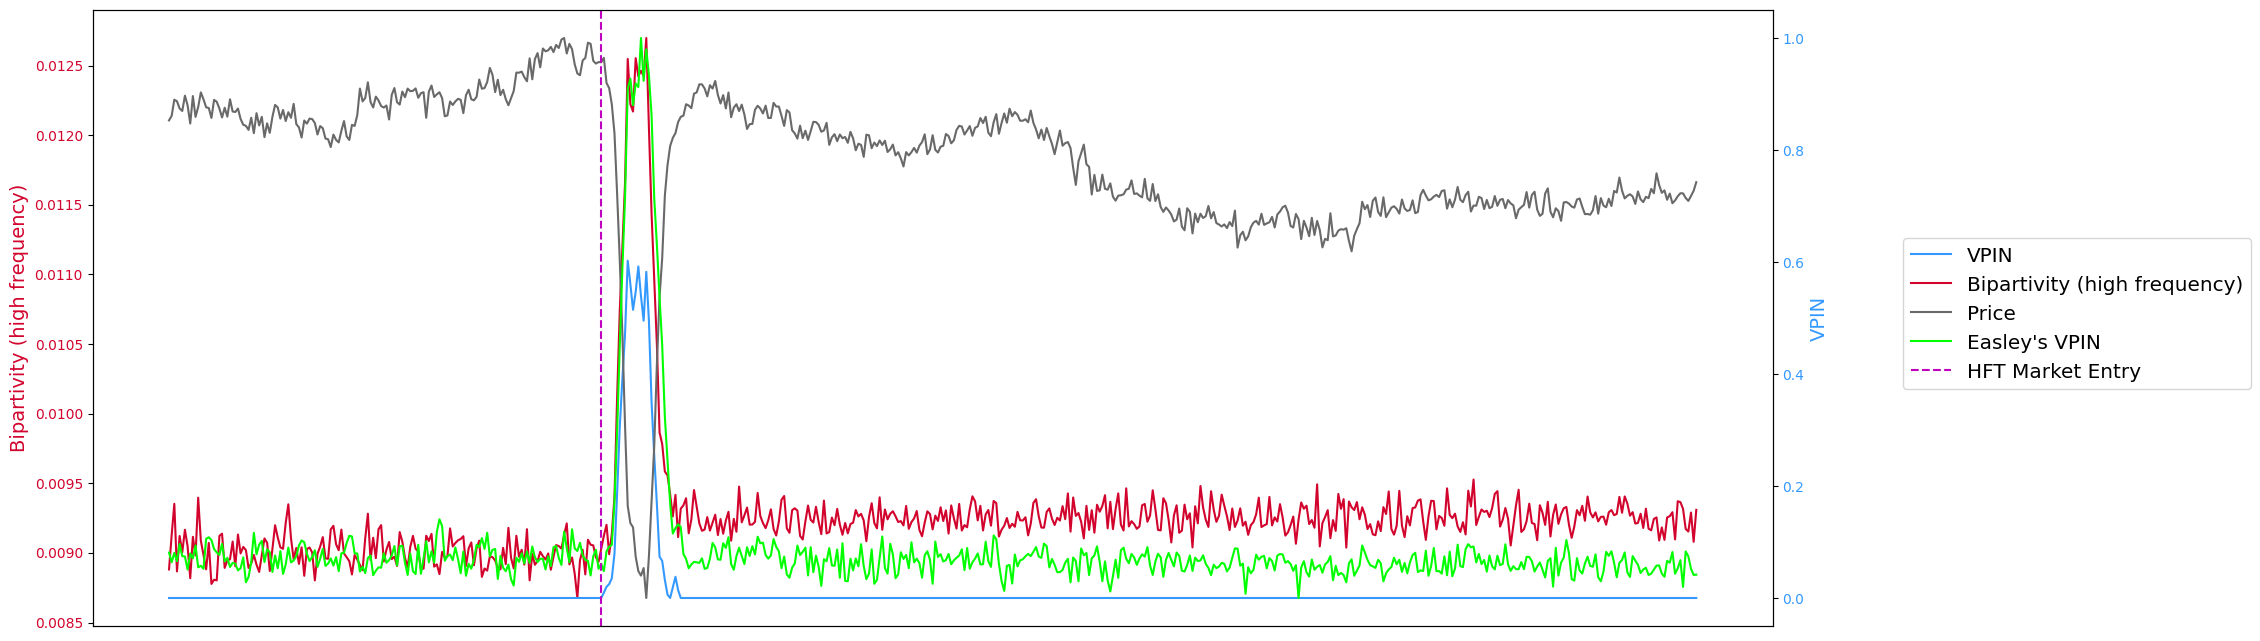 Bipartivity (high frequency)
0.0125
0.0120
0.0115
0.0110
0.0105
0.0100
0.0095
0.0090
0.0085
1.0
0.8
0.6
0.4
0.2
0.0
VPIN
VPIN
Bipartivity (high frequency)
Price
Easley's VPIN
HFT Market Entry